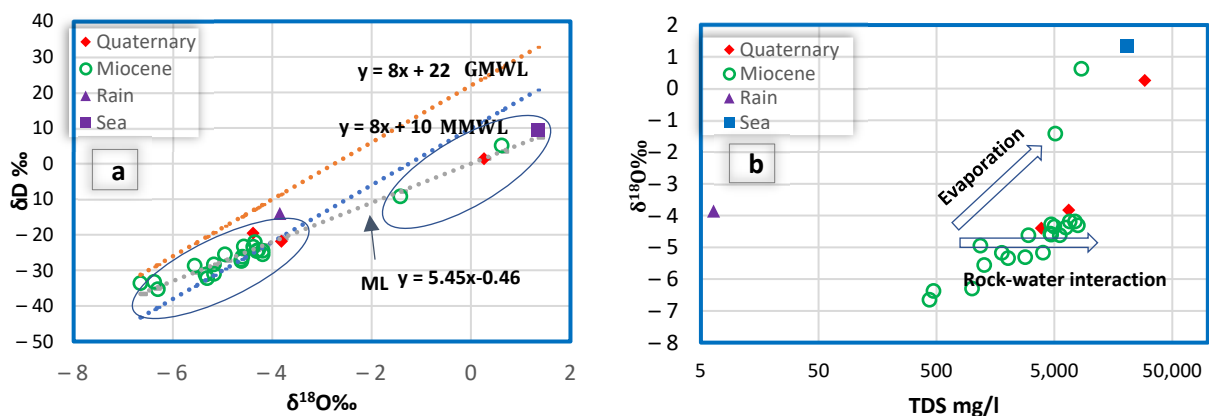 40
30
20
10
0
– 10
– 20
– 30
– 40
– 50
δD ‰
Quaternary
Miocene
Rain
Sea
a
y = 8x + 22 GMWL
y = 8x + 10 MMWL
ML
y = 5.45x-0.46
– 8
– 6
– 4
– 2
0
2
δ¹⁸O‰
2
1
0
– 1
– 2
– 3
– 4
– 5
– 6
– 7
– 8
δ¹⁸O‰
Quaternary
Miocene
Rain
Sea
b
Evaporation
Rock-water interaction
5
50
500
5,000
50,000
TDS mg/l